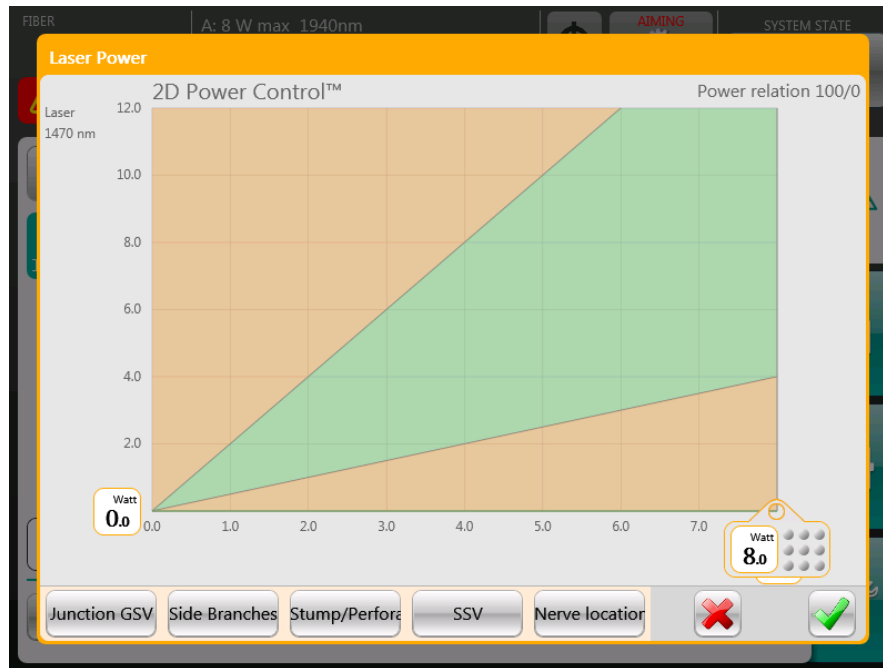 FIBER
A: 8 W max 1940nm
AIMING
SYSTEM STATE
Laser Power
2D Power Control™
Power relation 100/0
Laser
1470 nm
12.0
10.0
8.0
6.0
4.0
2.0
Watt
0.0
0.0 1.0 2.0 3.0 4.0 5.0 6.0 7.0
Watt
8.0
Junction GSV
Side Branches
Stump/Perfora
SSV
Nerve location